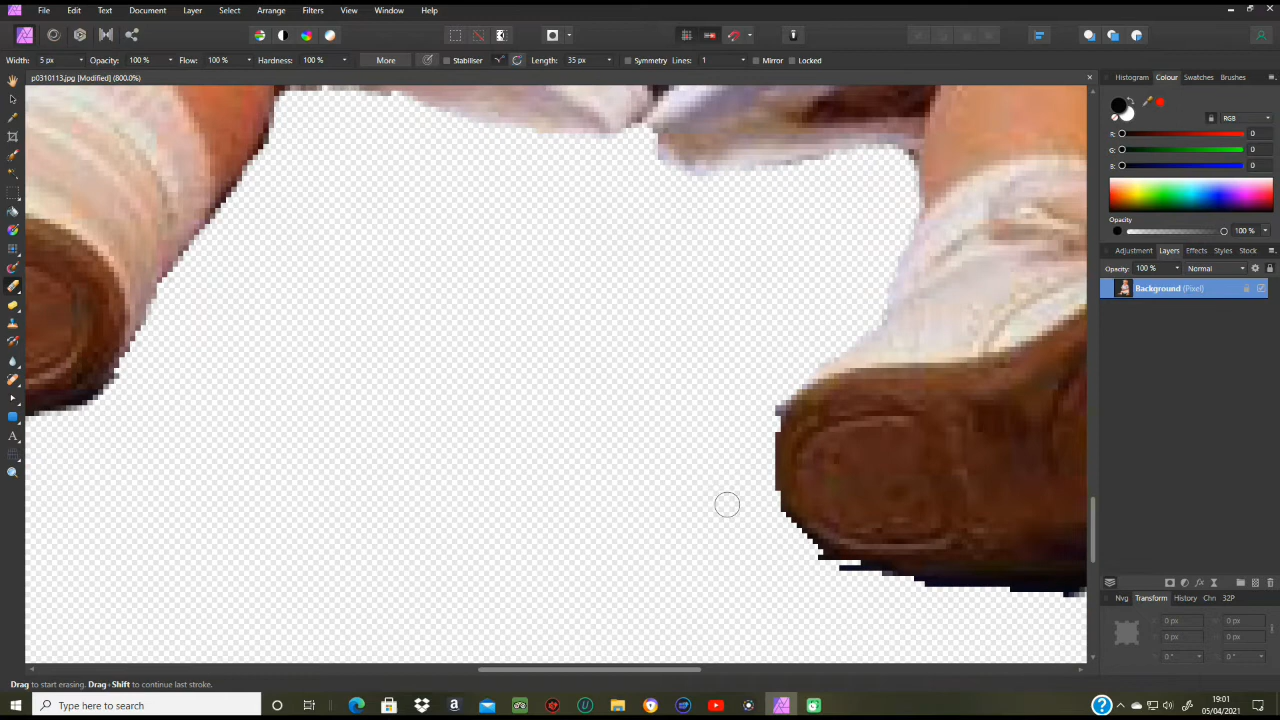 File Edit Text Document Layer Select Arrange Filters View Window Help
Width: 5 px Opacity: 100 % Flow: 100 % Hardness: 100 % More Stabiliser Length: 35 px Symmetry Lines: 1 Mirror Locked
p0310113.jpg [Modified] (800.0%)
Histogram Colour Swatches Brushes
RGB
R: 0
G: 0
B: 0
Opacity
100 %
Adjustment Layers Effects Styles Stock
Opacity: 100 % Normal
Background (Pixel)
Nvg Transform History Chn 32P
X: 0 px Y: 0 px
W: 0 px H: 0 px
0 ° 0 °
Drag to start erasing. Drag+Shift to continue last stroke.
Type here to search
19:01
05/04/2021